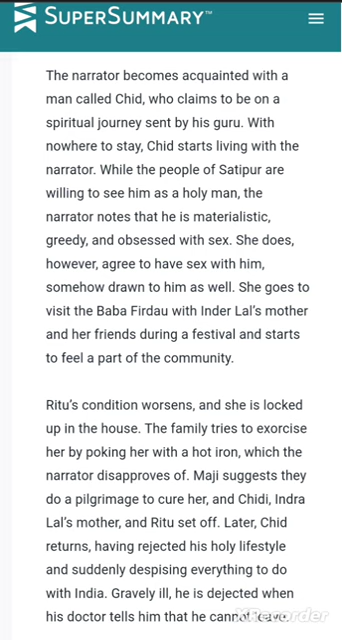 SUPERSUMMARY™
The narrator becomes acquainted with a
man called Chid, who claims to be on a
spiritual journey sent by his guru. With
nowhere to stay, Chid starts living with the
narrator. While the people of Satipur are
willing to see him as a holy man, the
narrator notes that he is materialistic,
greedy, and obsessed with sex. She does,
however, agree to have sex with him,
somehow drawn to him as well. She goes to
visit the Baba Firdau with Inder Lal's mother
and her friends during a festival and starts
to feel a part of the community.
Ritu's condition worsens, and she is locked
up in the house. The family tries to exorcise
her by poking her with a hot iron, which the
narrator disapproves of. Maji suggests they
do a pilgrimage to cure her, and Chidi, Indra
Lal's mother, and Ritu set off. Later, Chid
returns, having rejected his holy lifestyle
and suddenly despising everything to do
with India. Gravely ill, he is dejected when
his doctor tells him that he cannot leave.
XRecorder